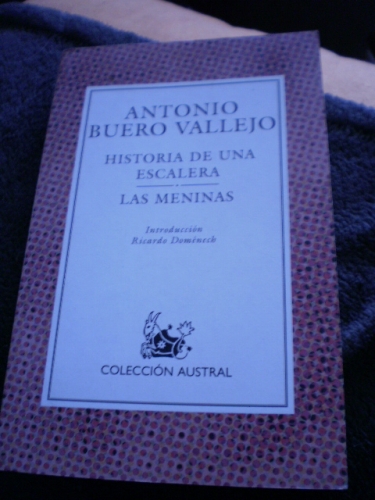 ANTONIO
BUERO VALLEJO
HISTORIA DE UNA
ESCALERA
LAS MENINAS
Introducción
Ricardo Doménech
COLECCIÓN AUSTRAL